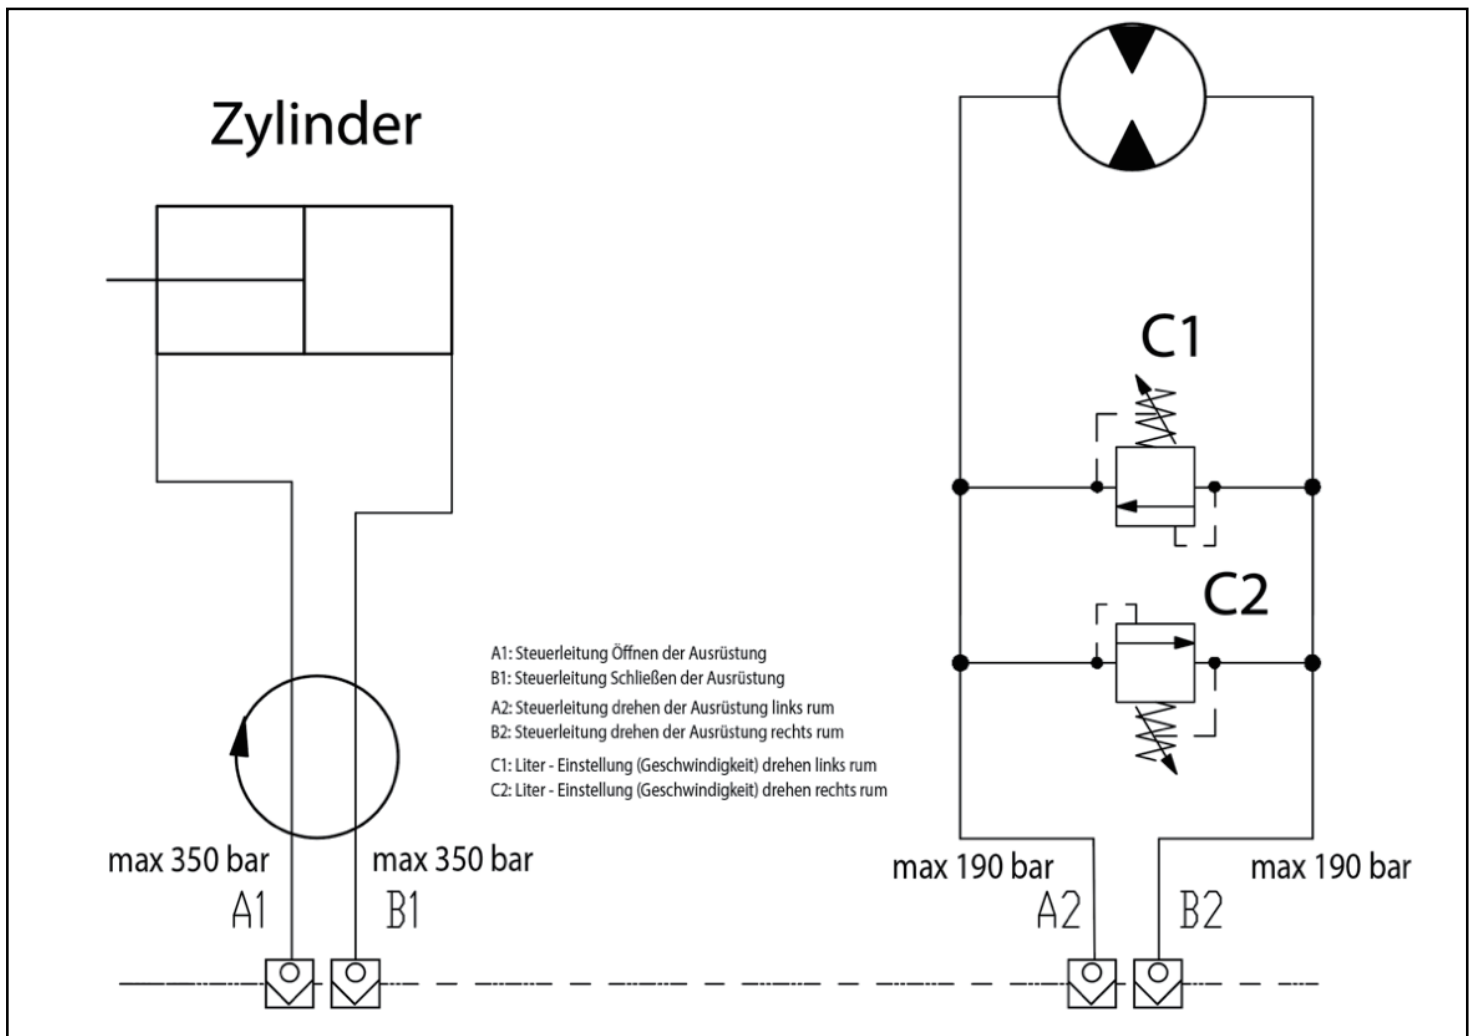 Zylinder
C1
C2
A1: Steuerleitung Öffnen der Ausrüstung
B1: Steuerleitung Schließen der Ausrüstung
A2: Steuerleitung drehen der Ausrüstung links rum
B2: Steuerleitung drehen der Ausrüstung rechts rum
C1: Liter - Einstellung (Geschwindigkeit) drehen links rum
C2: Liter - Einstellung (Geschwindigkeit) drehen rechts rum
max 350 bar
max 350 bar
max 190 bar
max 190 bar
A1
B1
A2
B2